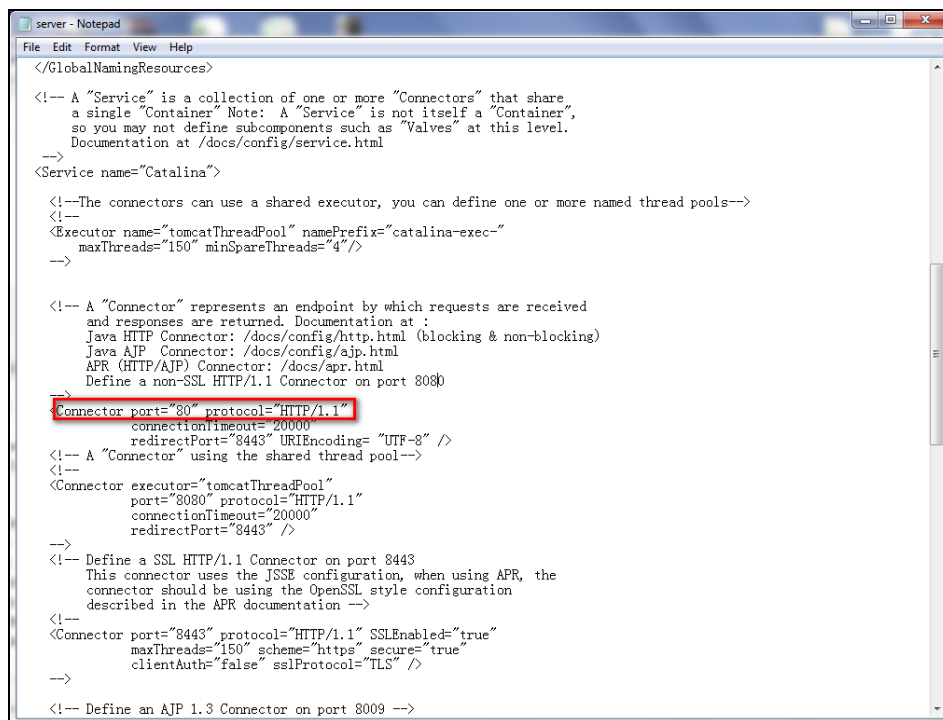 server - Notepad
File Edit Format View Help
</GlobalNamingResources>
<!-- A "Service" is a collection of one or more "Connectors" that share
a single "Container" Note: A "Service" is not itself a "Container",
so you may not define subcomponents such as "Valves" at this level.
Documentation at /docs/config/service.html
-->
<Service name="Catalina">
<!--The connectors can use a shared executor, you can define one or more named thread pools-->
<!--
<Executor name="tomcatThreadPool" namePrefix="catalina-exec-"
maxThreads="150" minSpareThreads="4"/>
-->
<!-- A "Connector" represents an endpoint by which requests are received
and responses are returned. Documentation at :
Java HTTP Connector: /docs/config/http.html (blocking & non-blocking)
Java AJP Connector: /docs/config/ajp.html
APR (HTTP/AJP) Connector: /docs/apr.html
Define a non-SSL HTTP/1.1 Connector on port 8080
-->
<Connector port="80" protocol="HTTP/1.1"
connectionTimeout="20000"
redirectPort="8443" URIEncoding= "UTF-8" />
<!-- A "Connector" using the shared thread pool-->
<!--
<Connector executor="tomcatThreadPool"
port="8080" protocol="HTTP/1.1"
connectionTimeout="20000"
redirectPort="8443" />
-->
<!-- Define a SSL HTTP/1.1 Connector on port 8443
This connector uses the JSSE configuration, when using APR, the
connector should be using the OpenSSL style configuration
described in the APR documentation -->
<!--
<Connector port="8443" protocol="HTTP/1.1" SSLEnabled="true"
maxThreads="150" scheme="https" secure="true"
clientAuth="false" sslProtocol="TLS" />
-->
<!-- Define an AJP 1.3 Connector on port 8009 -->